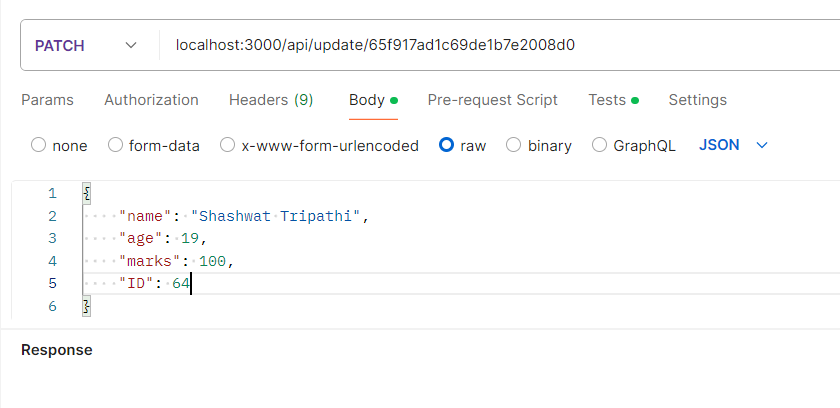 PATCH localhost:3000/api/update/65f917ad1c69de1b7e2008d0
Params Authorization Headers (9) Body Pre-request Script Tests Settings
none form-data x-www-form-urlencoded raw binary GraphQL JSON
1 {
2 "name": "Shashwat Tripathi",
3 "age": 19,
4 "marks": 100,
5 "ID": 64
6 }
Response